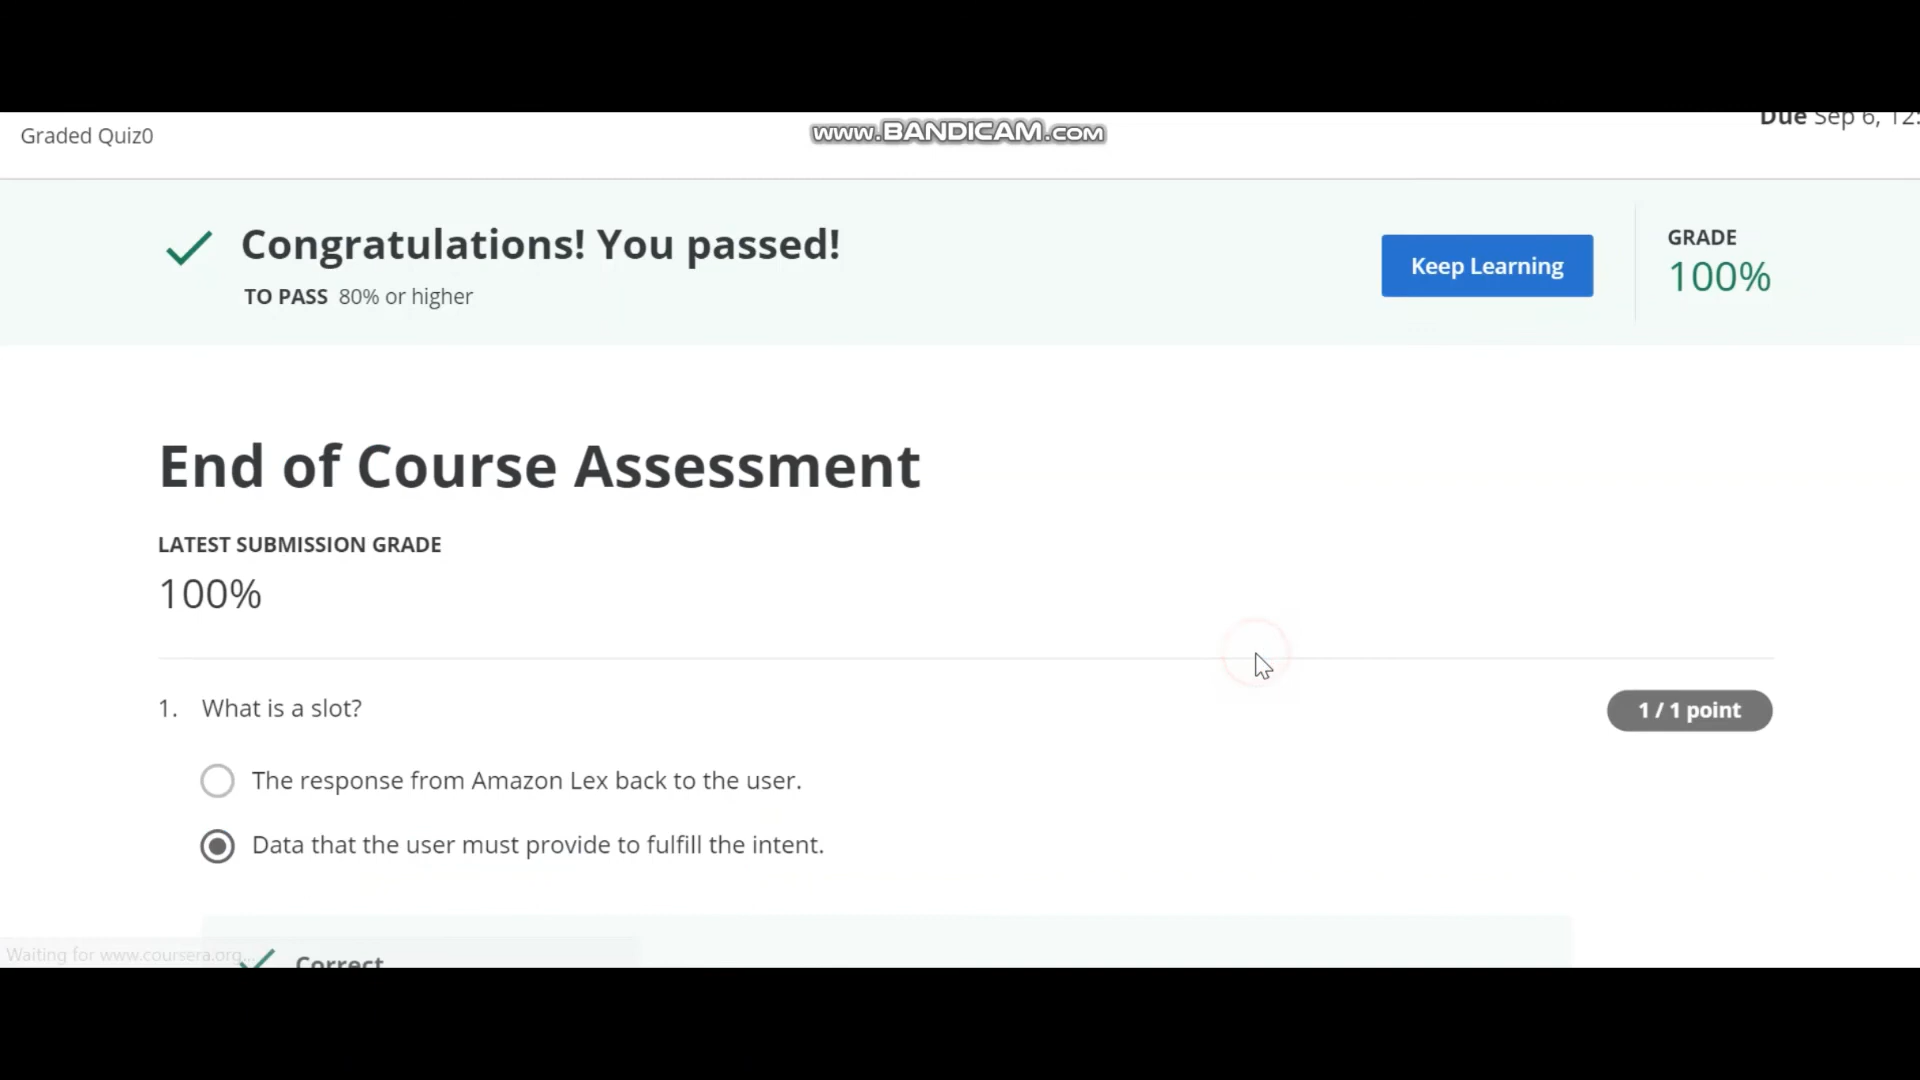 Due Sep 6, 12:
Graded Quiz0
www.BANDICAM.com
Congratulations! You passed!
TO PASS 80% or higher
Keep Learning
GRADE
100%
End of Course Assessment
LATEST SUBMISSION GRADE
100%
1. What is a slot?
1 / 1 point
The response from Amazon Lex back to the user.
Data that the user must provide to fulfill the intent.
Waiting for www.coursera.org...
Correct